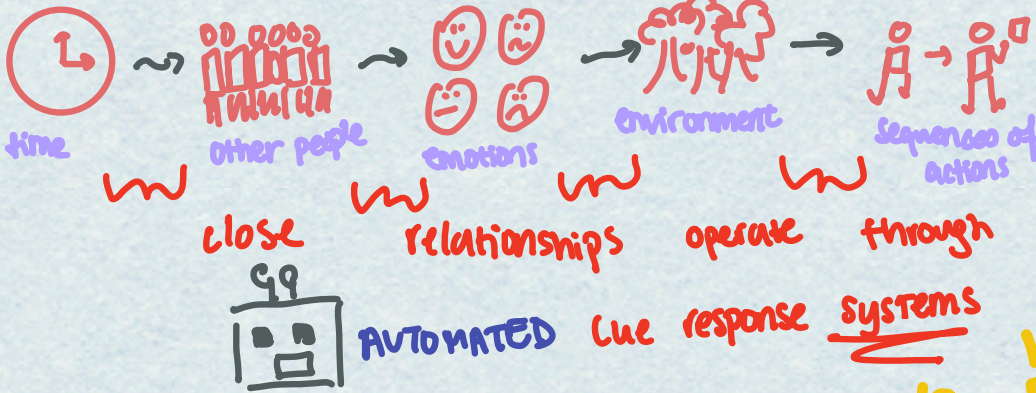 time
other people
emotions
environment
sequences of
actions
close relationships operate through
AUTOMATED cue response systems